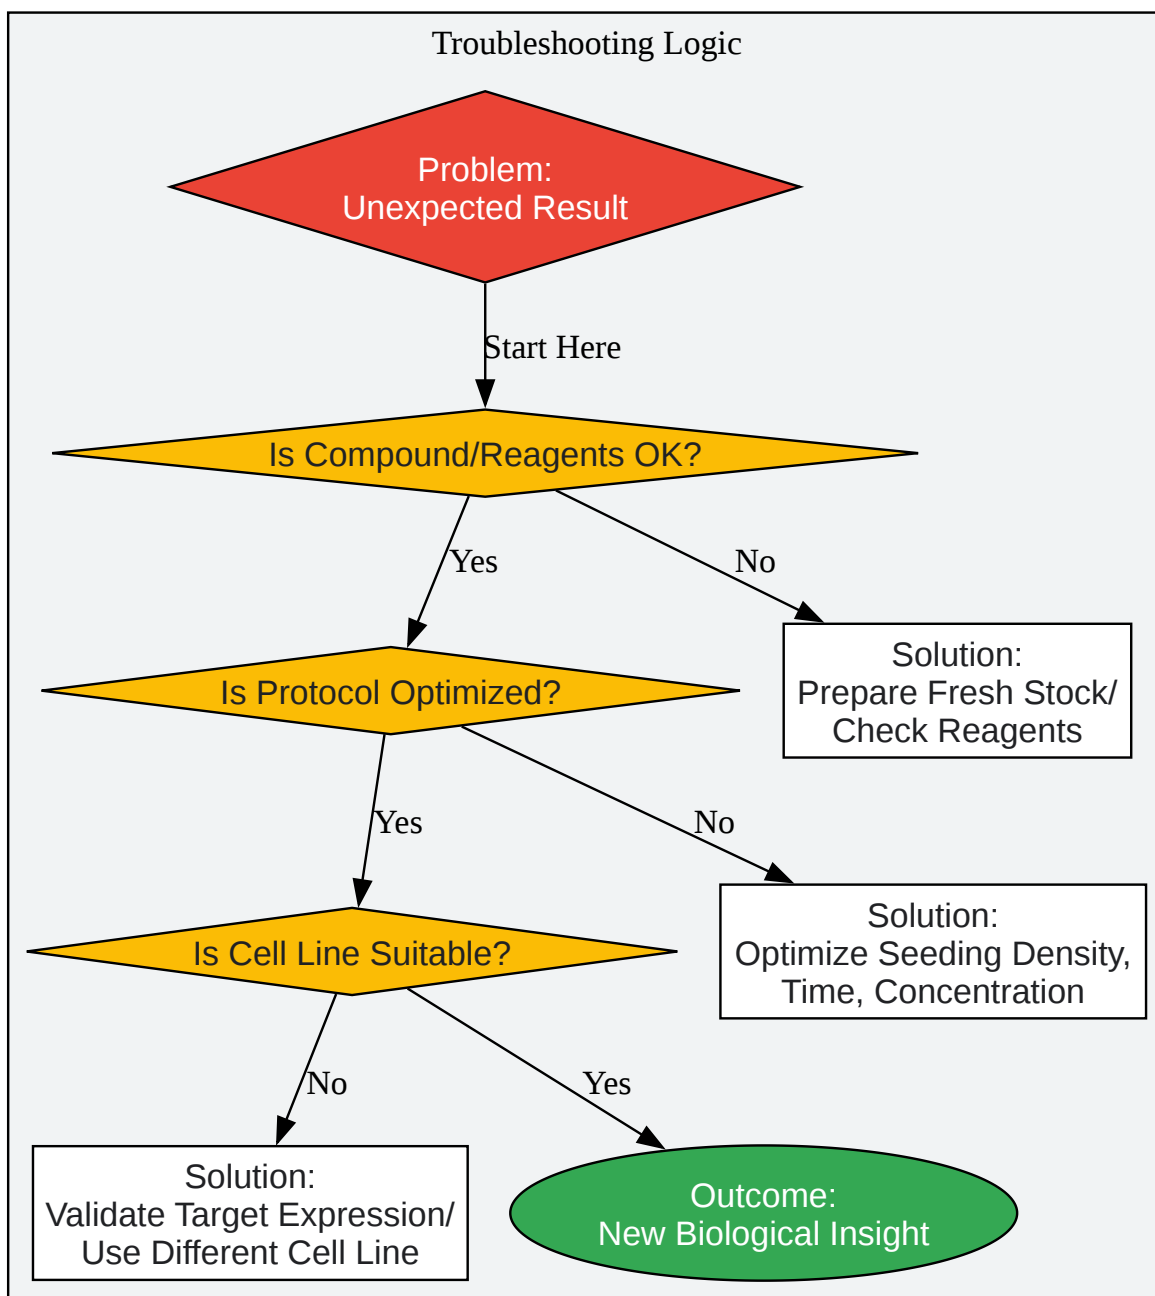 Troubleshooting Logic
Problem:
Unexpected Result
Start Here
Is Compound/Reagents OK?
Yes
No
Solution:
Prepare Fresh Stock/
Check Reagents
Is Protocol Optimized?
Yes
No
Solution:
Optimize Seeding Density,
Time, Concentration
Is Cell Line Suitable?
No
Yes
Solution:
Validate Target Expression/
Use Different Cell Line
Outcome:
New Biological Insight